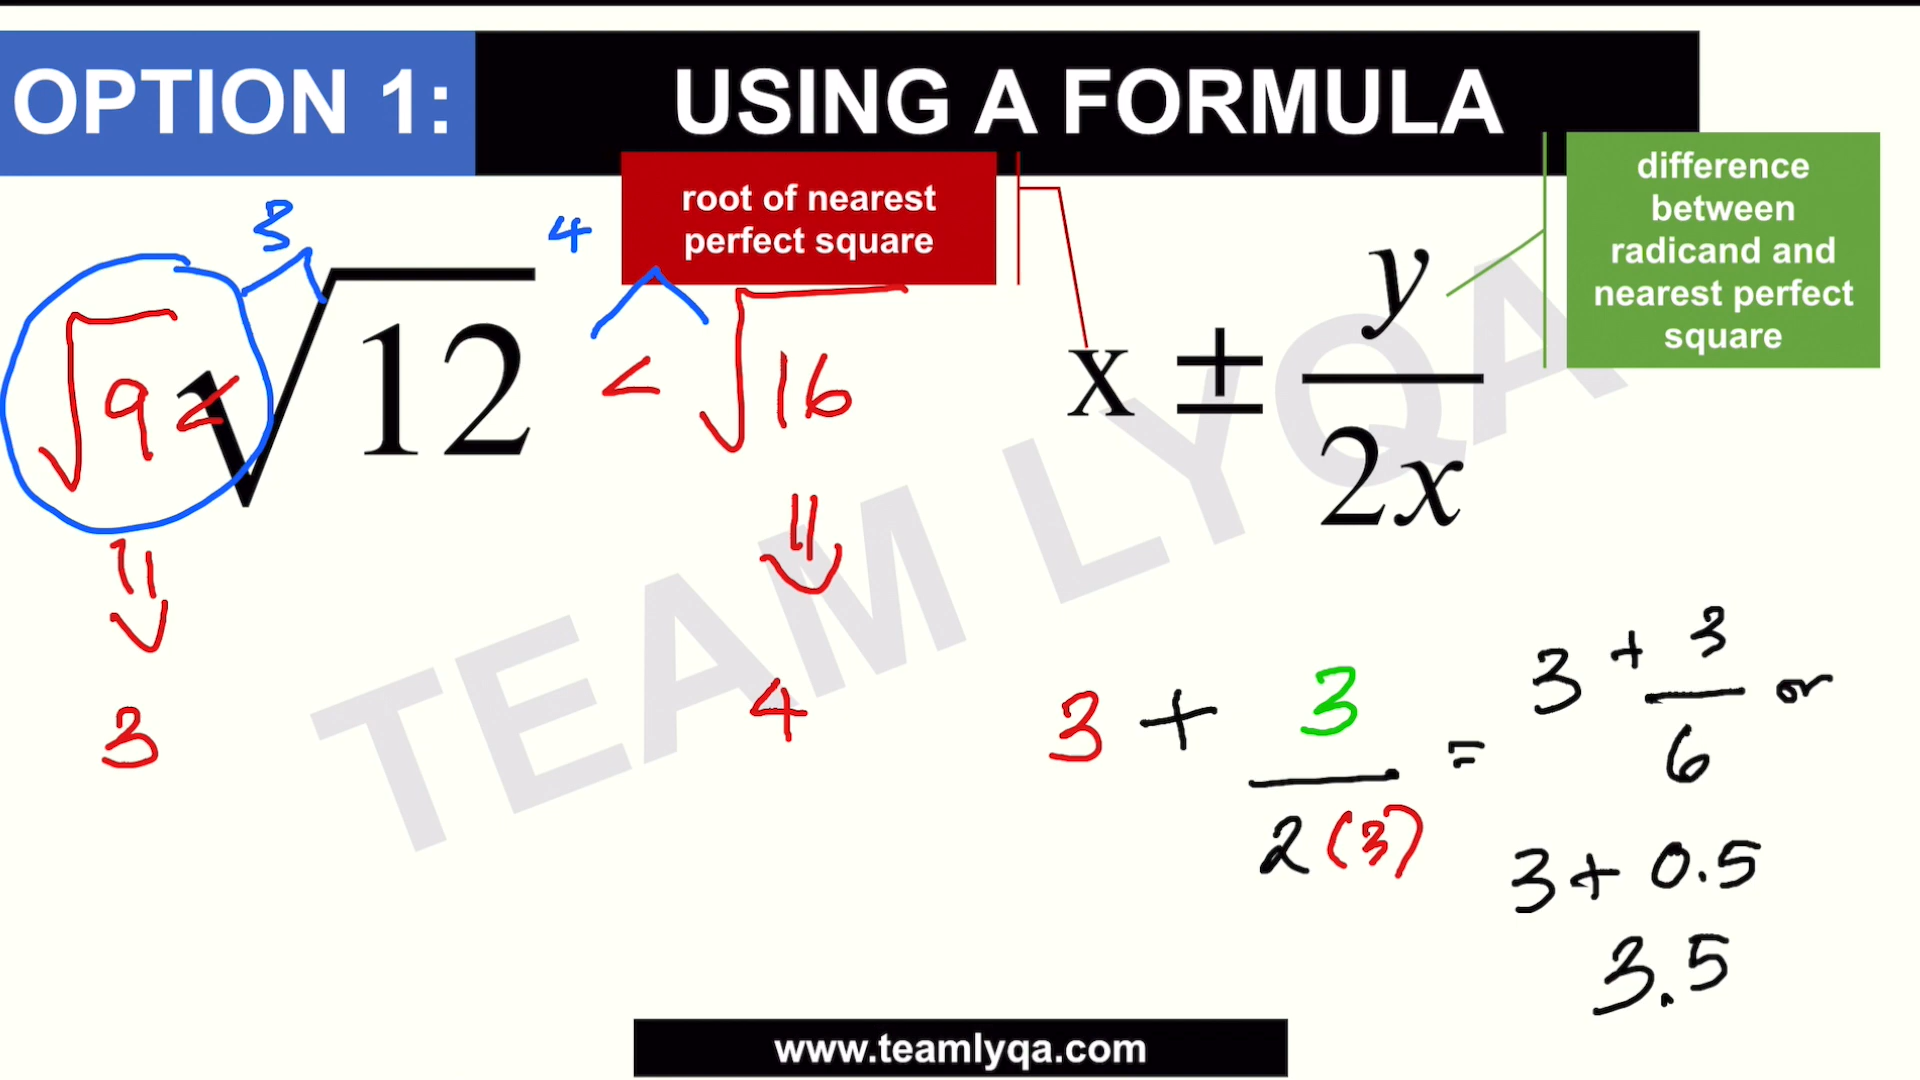 OPTION 1: USING A FORMULA
root of nearest
perfect square
difference
between
radicand and
nearest perfect
square
3
4
√9 < √12 < √16
x ± y/2x
3
4
3 + 3/2(3) = 3 + 3/6 or
3 + 0.5
3.5
TEAM LYQA
www.teamlyqa.com